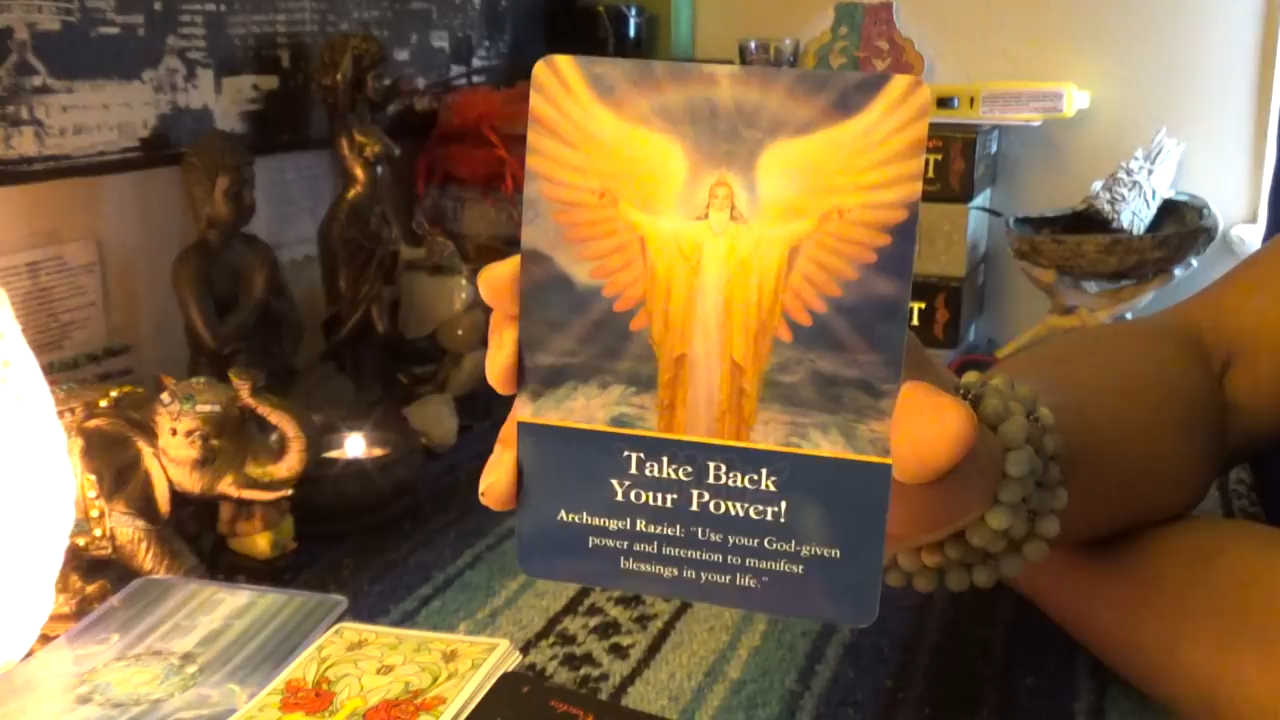 Take Back
Your Power!
Archangel Raziel: "Use your God-given
power and intention to manifest
blessings in your life."
T
T